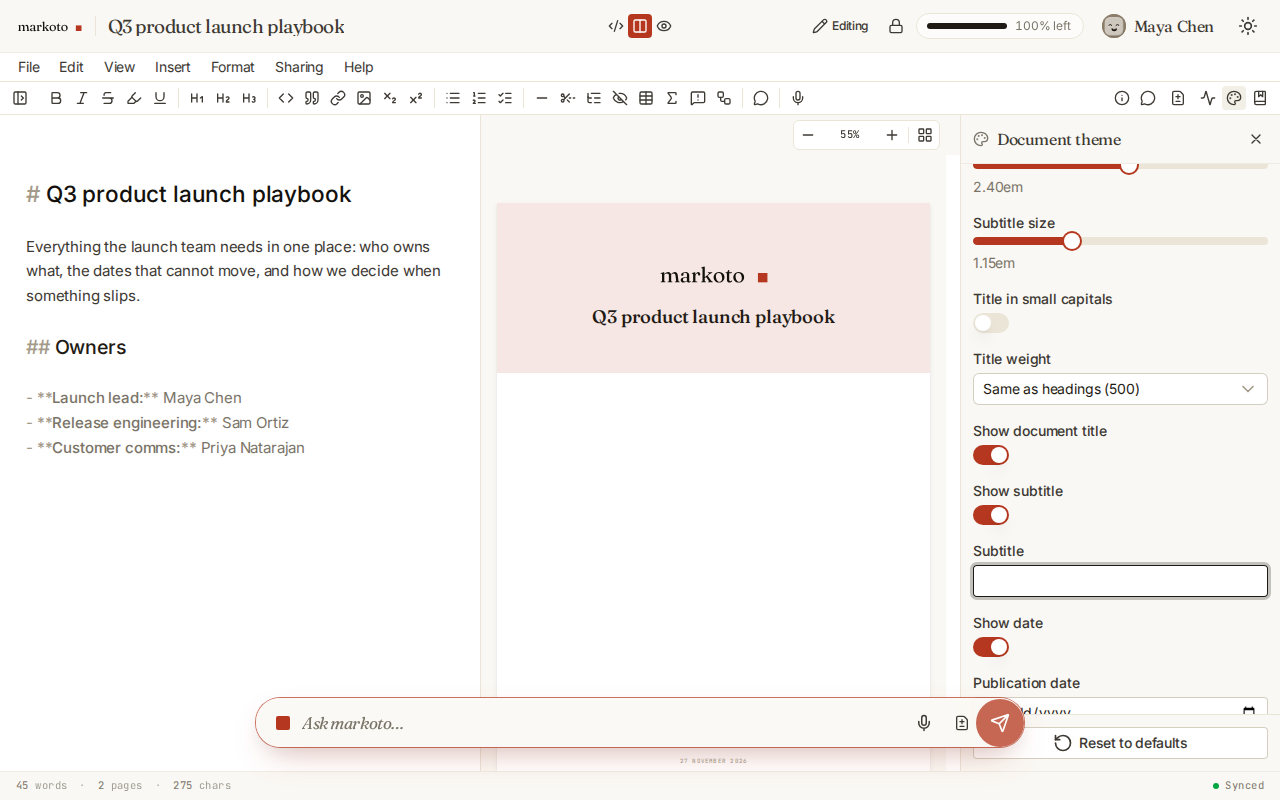 markoto
Q3 product launch playbook
Editing
100% left
Maya Chen
File Edit View Insert Format Sharing Help
55%
Document theme
# Q3 product launch playbook
Everything the launch team needs in one place: who owns
what, the dates that cannot move, and how we decide when
something slips.
## Owners
- **Launch lead:** Maya Chen
- **Release engineering:** Sam Ortiz
- **Customer comms:** Priya Natarajan
markoto
Q3 product launch playbook
27 NOVEMBER 2026
2.40em
Subtitle size
1.15em
Title in small capitals
Title weight
Same as headings (500)
Show document title
Show subtitle
Subtitle
Show date
Publication date
Ask markoto...
Reset to defaults
45 words · 2 pages · 275 chars
Synced